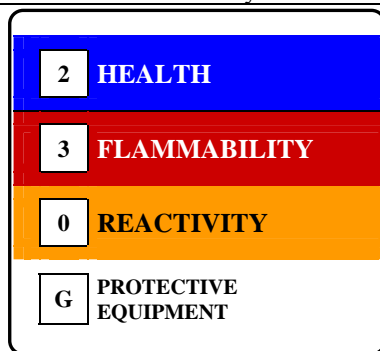 2 HEALTH
3 FLAMMABILITY
0 REACTIVITY
G PROTECTIVE
EQUIPMENT